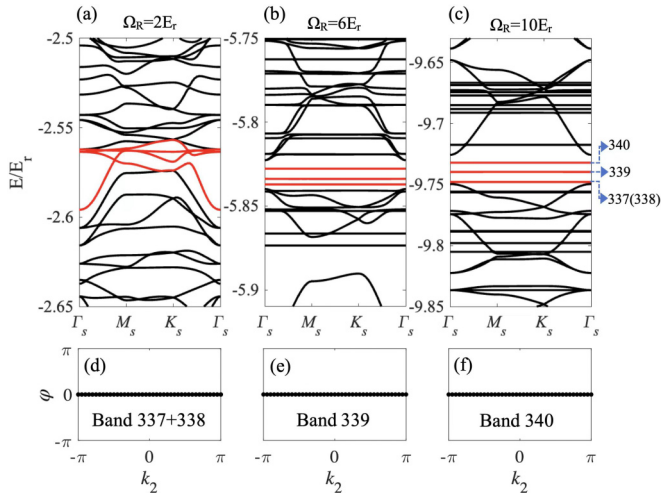 (a) Ω_R=2E_r
(b) Ω_R=6E_r
(c) Ω_R=10E_r
E/E_r
-2.5
-2.55
-2.6
-2.65
Γ_s M_s K_s Γ_s
-5.75
-5.8
-5.85
-5.9
Γ_s M_s K_s Γ_s
-9.65
-9.7
-9.75
-9.8
-9.85
Γ_s M_s K_s Γ_s
340
339
337(338)
φ
π
0
-π
(d)
Band 337+338
-π 0 π
k_2
(e)
Band 339
-π 0 π
k_2
(f)
Band 340
-π 0 π
k_2